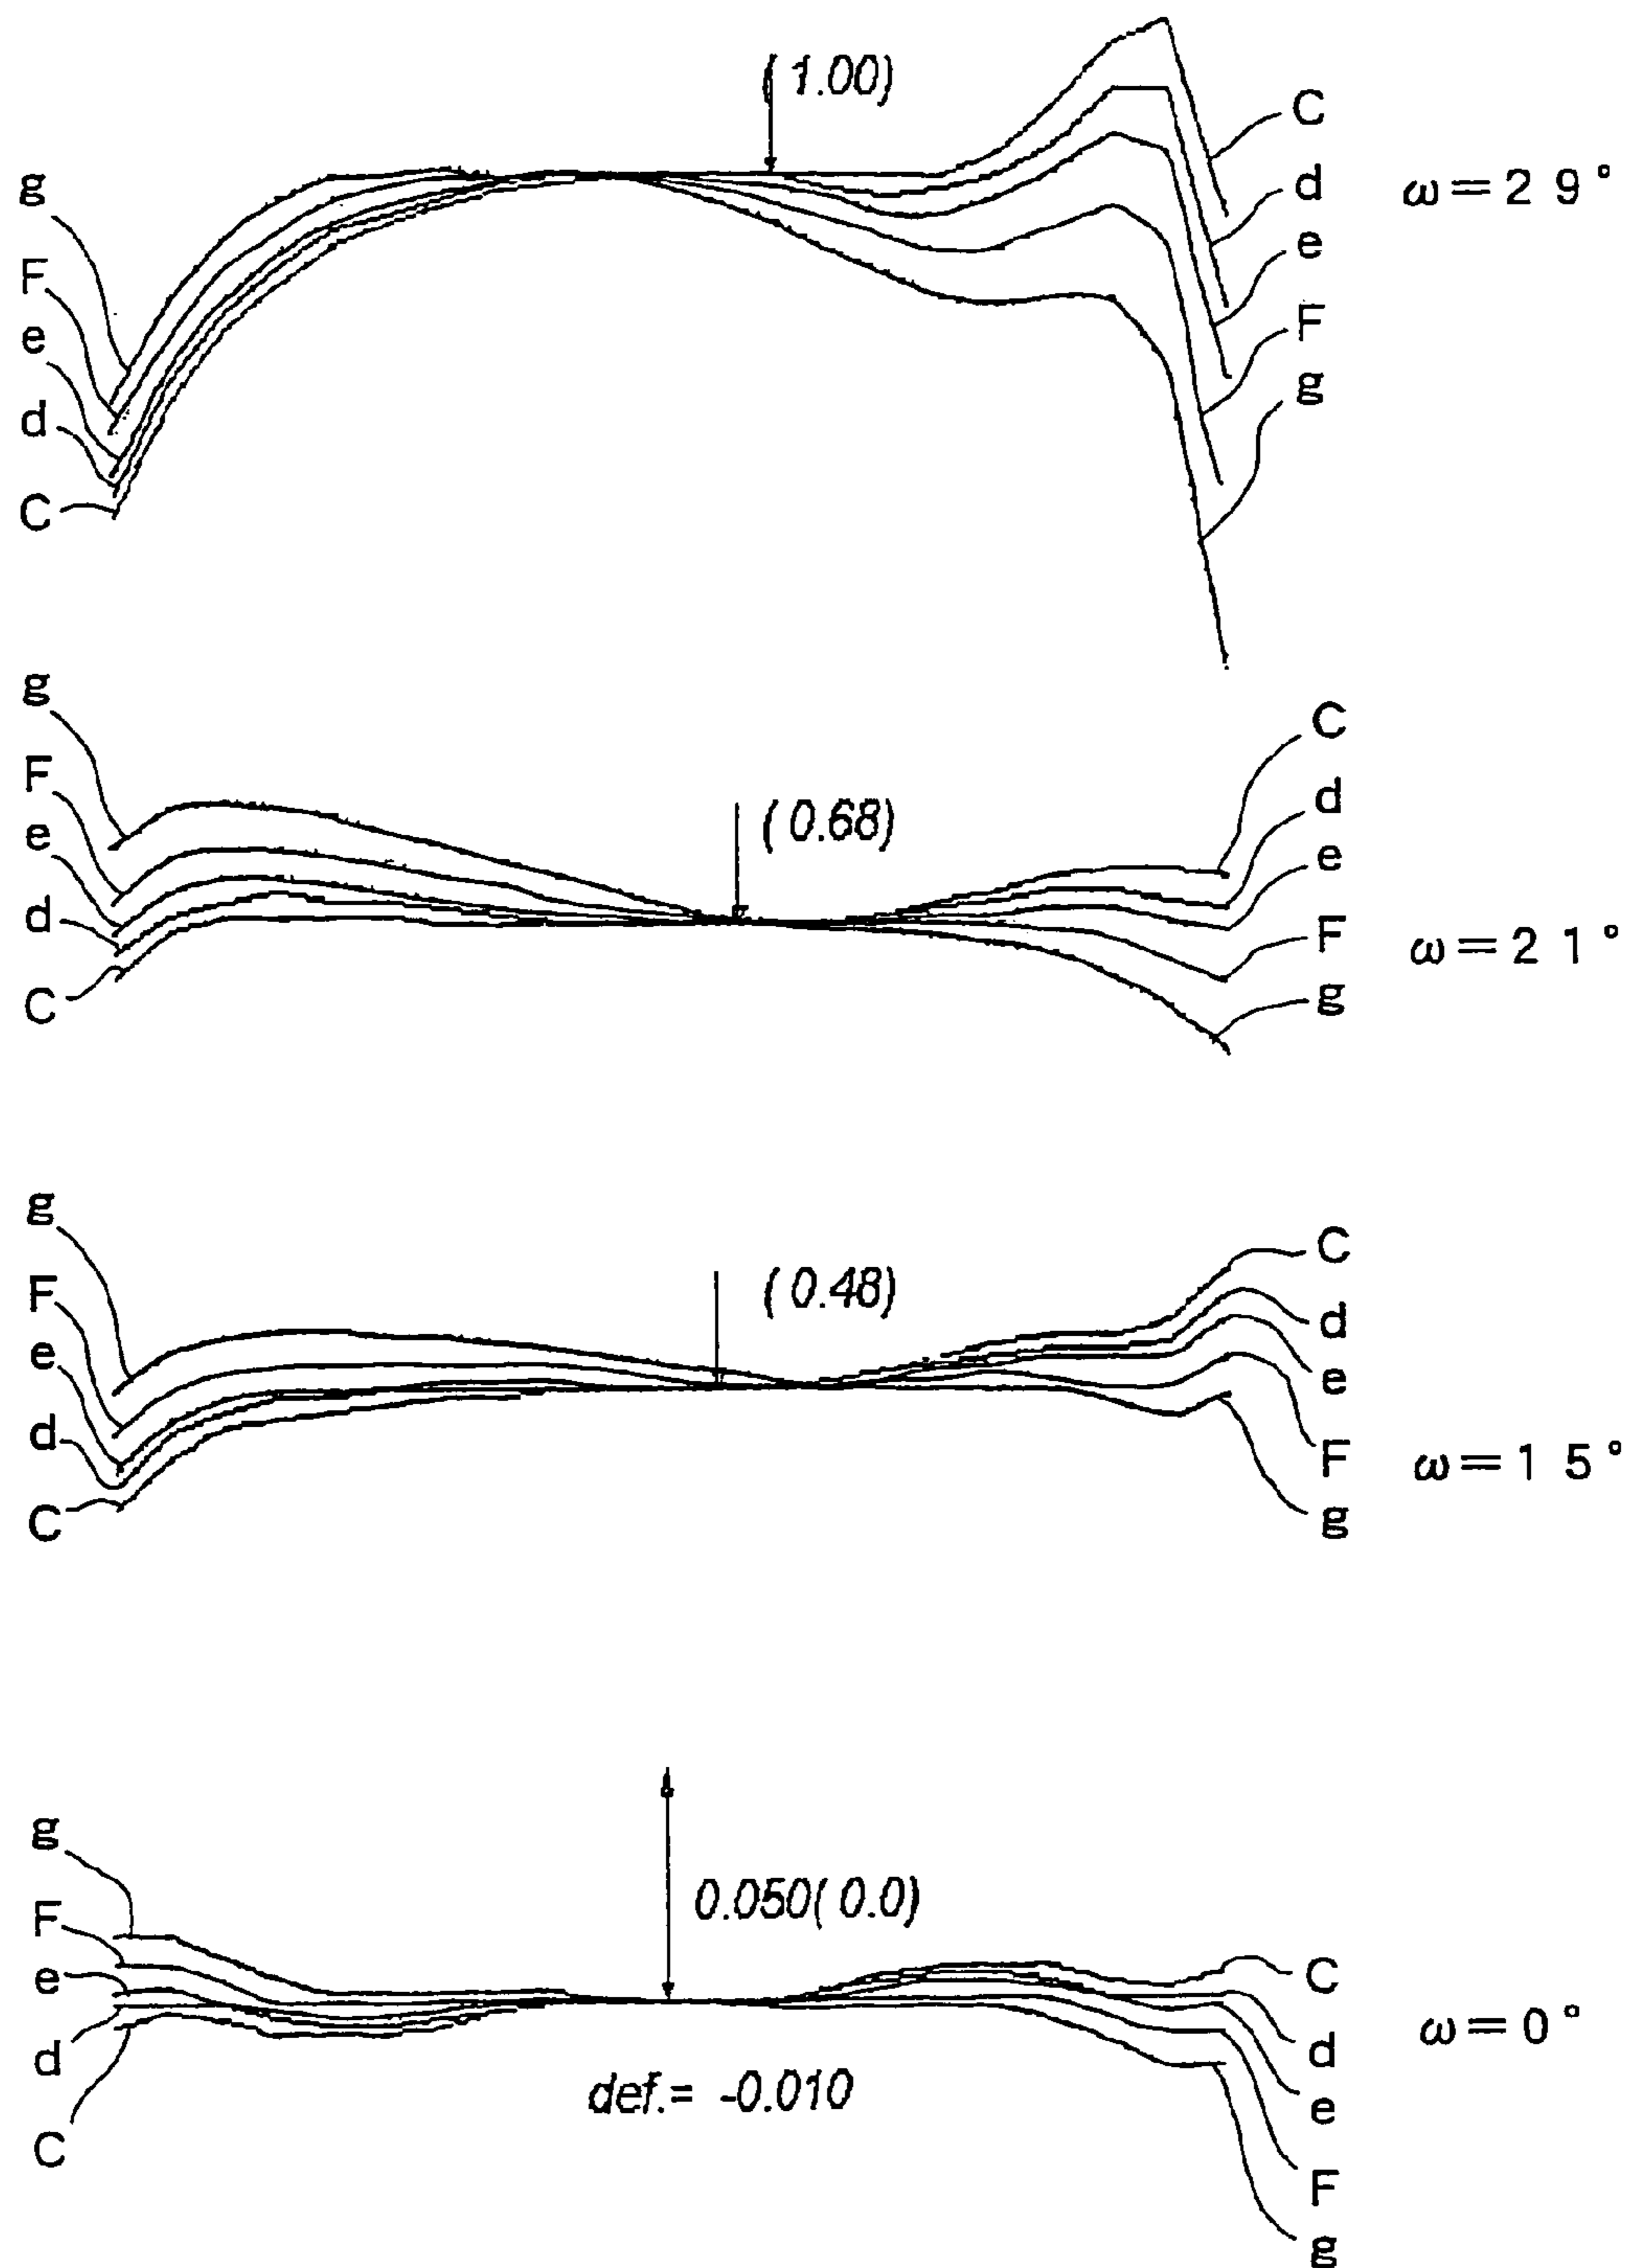 (1.00)
g
F
e
d
C
C
d
e
F
g
ω=29°
(0.68)
g
F
e
d
C
C
d
e
F
g
ω=21°
(0.48)
g
F
e
d
C
C
d
e
F
g
ω=15°
0.050(0.0)
g
F
e
d
C
C
d
e
F
g
ω=0°
def.= -0.010